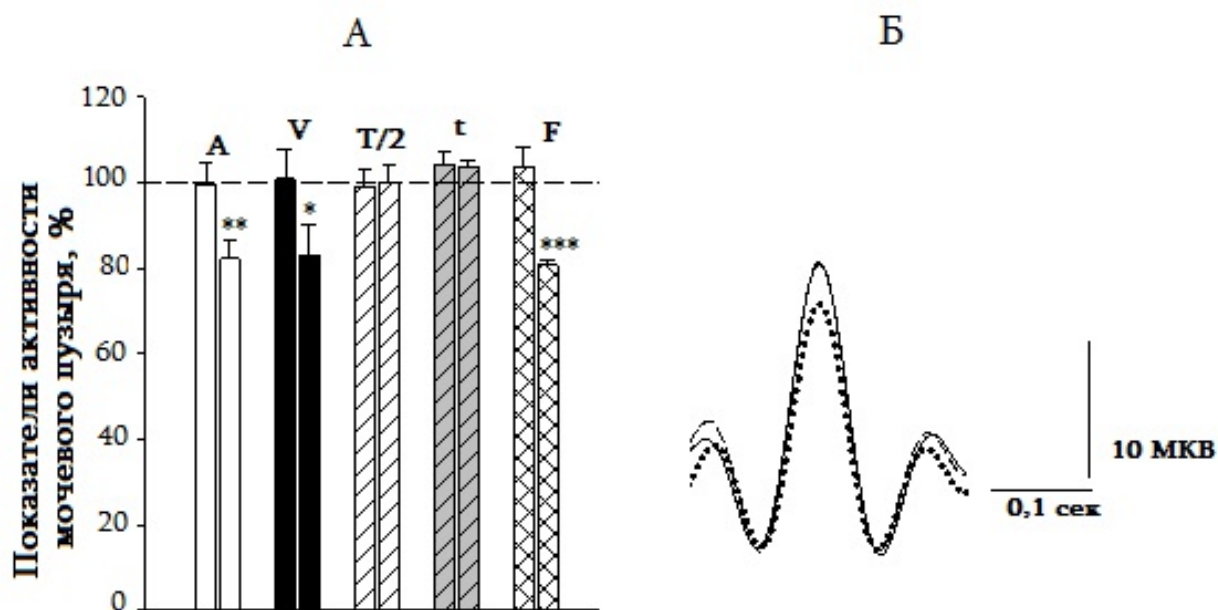 А
Б
Показатели активности
мочевого пузыря, %
120
100
80
60
40
20
0
A
**
V
*
T/2
t
F
***
10 МКВ
0,1 сек